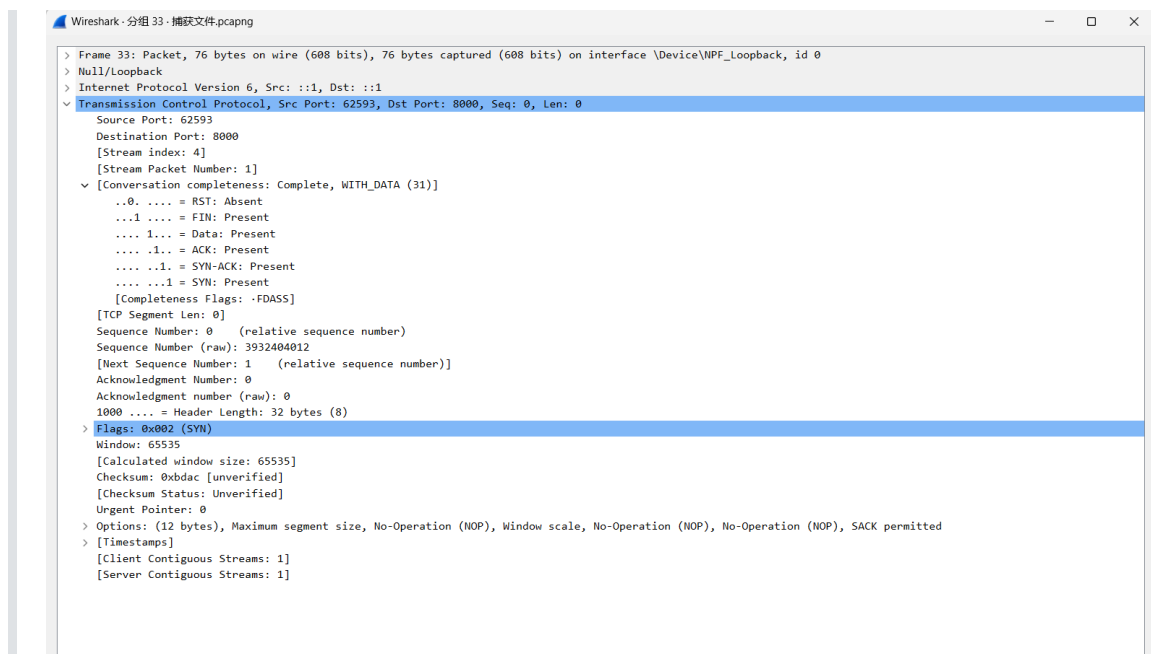 Wireshark · 分组 33 · 捕获文件.pcapng
> Frame 33: Packet, 76 bytes on wire (608 bits), 76 bytes captured (608 bits) on interface \Device\NPF_Loopback, id 0
> Null/Loopback
> Internet Protocol Version 6, Src: ::1, Dst: ::1
Transmission Control Protocol, Src Port: 62593, Dst Port: 8000, Seq: 0, Len: 0
Source Port: 62593
Destination Port: 8000
[Stream index: 4]
[Stream Packet Number: 1]
[Conversation completeness: Complete, WITH_DATA (31)]
..0. .... = RST: Absent
...1 .... = FIN: Present
.... 1... = Data: Present
.... .1.. = ACK: Present
.... ..1. = SYN-ACK: Present
.... ...1 = SYN: Present
[Completeness Flags: ·FDASS]
[TCP Segment Len: 0]
Sequence Number: 0    (relative sequence number)
Sequence Number (raw): 3932404012
[Next Sequence Number: 1    (relative sequence number)]
Acknowledgment Number: 0
Acknowledgment number (raw): 0
1000 .... = Header Length: 32 bytes (8)
> Flags: 0x002 (SYN)
Window: 65535
[Calculated window size: 65535]
Checksum: 0xbdac [unverified]
[Checksum Status: Unverified]
Urgent Pointer: 0
> Options: (12 bytes), Maximum segment size, No-Operation (NOP), Window scale, No-Operation (NOP), No-Operation (NOP), SACK permitted
> [Timestamps]
[Client Contiguous Streams: 1]
[Server Contiguous Streams: 1]